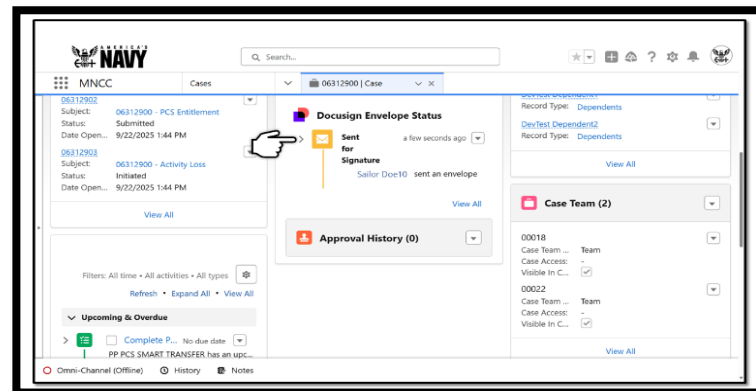 AMERICA'S
NAVY
Search...
MNCC
Cases
06312900 | Case
06312902
Subject: 06312900 - PCS Entitlement
Status: Submitted
Date Open... 9/22/2025 1:44 PM
06312903
Subject: 06312900 - Activity Loss
Status: Initiated
Date Open... 9/22/2025 1:44 PM
View All
Filters: All time • All activities • All types
Refresh • Expand All • View All
Upcoming & Overdue
Complete P... No due date
PP PCS SMART TRANSFER has an upc...
Docusign Envelope Status
Sent a few seconds ago
for
Signature
Sailor Doe10 sent an envelope
View All
Approval History (0)
DevTest Dependent1
Record Type: Dependents
DevTest Dependent2
Record Type: Dependents
View All
Case Team (2)
00018
Case Team ... Team
Case Access: -
Visible In C...
00022
Case Team ... Team
Case Access: -
Visible In C...
View All
Omni-Channel (Offline)
History
Notes